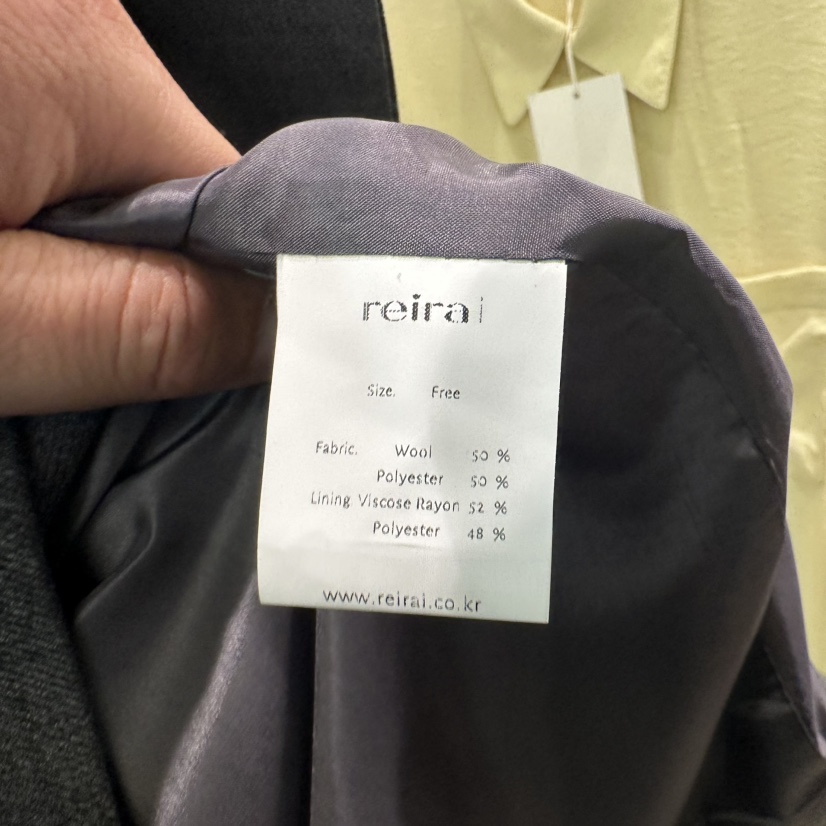 reirai
Size. Free
Fabric. Wool 50 %
Polyester 50 %
Lining Viscose Rayon 52 %
Polyester 48 %
www.reirai.co.kr